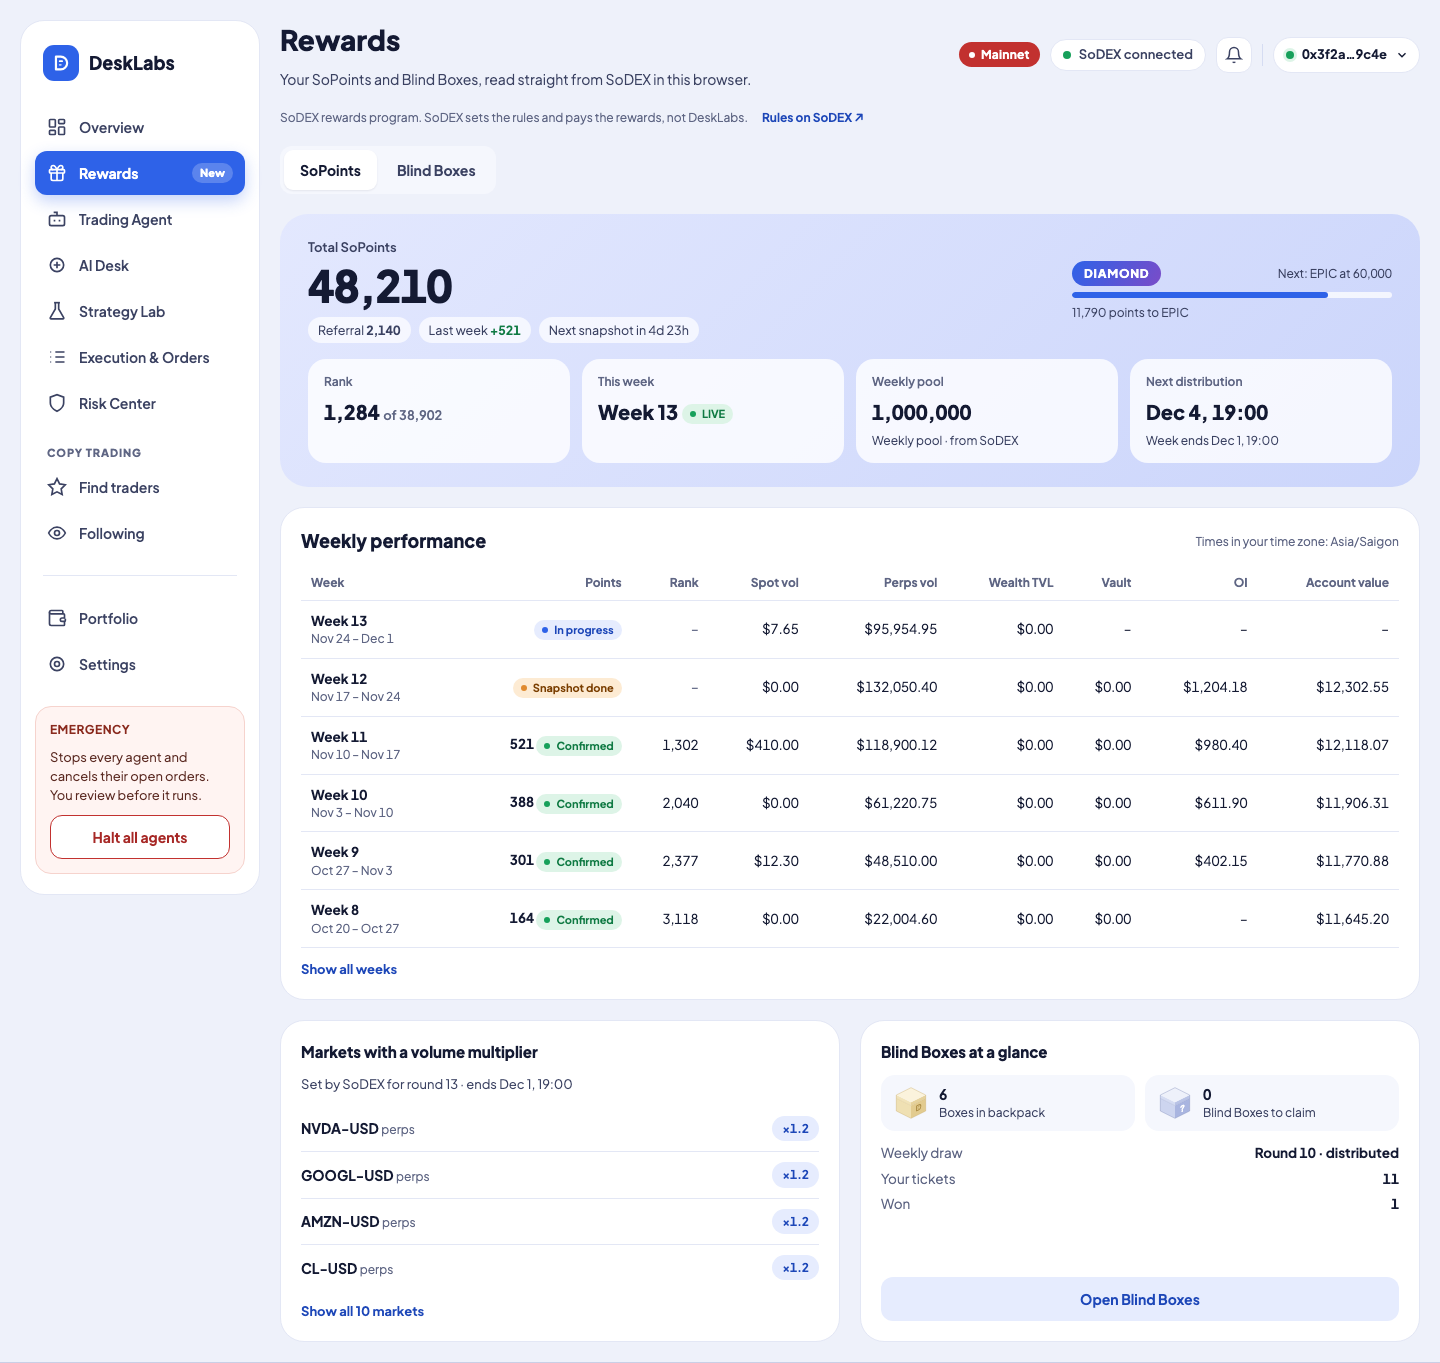 DeskLabs
Overview
Rewards New
Trading Agent
AI Desk
Strategy Lab
Execution & Orders
Risk Center
COPY TRADING
Find traders
Following
Portfolio
Settings
EMERGENCY
Stops every agent and
cancels their open orders.
You review before it runs.
Halt all agents
Rewards
Your SoPoints and Blind Boxes, read straight from SoDEX in this browser.
Mainnet
SoDEX connected
0x3f2a…9c4e
SoDEX rewards program. SoDEX sets the rules and pays the rewards, not DeskLabs. Rules on SoDEX ↗
SoPoints Blind Boxes
Total SoPoints
48,210
Referral 2,140 Last week +521 Next snapshot in 4d 23h
DIAMOND Next: EPIC at 60,000
11,790 points to EPIC
Rank
1,284 of 38,902
This week
Week 13 LIVE
Weekly pool
1,000,000
Weekly pool · from SoDEX
Next distribution
Dec 4, 19:00
Week ends Dec 1, 19:00
Weekly performance Times in your time zone: Asia/Saigon
Week Points Rank Spot vol Perps vol Wealth TVL Vault OI Account value
Week 13 In progress – $7.65 $95,954.95 $0.00 – – –
Nov 24 – Dec 1
Week 12 Snapshot done – $0.00 $132,050.40 $0.00 $0.00 $1,204.18 $12,302.55
Nov 17 – Nov 24
Week 11 521 Confirmed 1,302 $410.00 $118,900.12 $0.00 $0.00 $980.40 $12,118.07
Nov 10 – Nov 17
Week 10 388 Confirmed 2,040 $0.00 $61,220.75 $0.00 $0.00 $611.90 $11,906.31
Nov 3 – Nov 10
Week 9 301 Confirmed 2,377 $12.30 $48,510.00 $0.00 $0.00 $402.15 $11,770.88
Oct 27 – Nov 3
Week 8 164 Confirmed 3,118 $0.00 $22,004.60 $0.00 $0.00 – $11,645.20
Oct 20 – Oct 27
Show all weeks
Markets with a volume multiplier
Set by SoDEX for round 13 · ends Dec 1, 19:00
NVDA-USD perps ×1.2
GOOGL-USD perps ×1.2
AMZN-USD perps ×1.2
CL-USD perps ×1.2
Show all 10 markets
Blind Boxes at a glance
6
Boxes in backpack
0
Blind Boxes to claim
Weekly draw Round 10 · distributed
Your tickets 11
Won 1
Open Blind Boxes